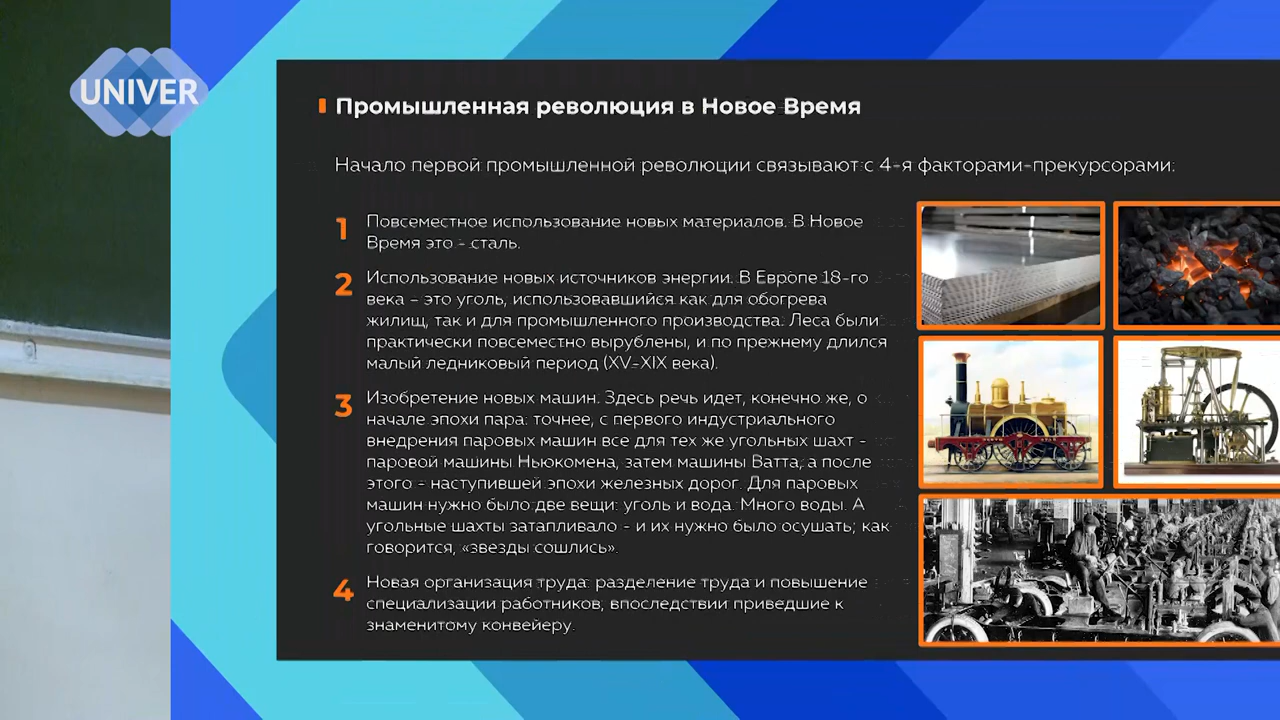 UNIVER
Промышленная революция в Новое Время
Начало первой промышленной революции связывают с 4-я факторами-прекурсорами:
1 Повсеместное использование новых материалов. В Новое
Время это - сталь.
2 Использование новых источников энергии. В Европе 18-го
века – это уголь, использовавшийся как для обогрева
жилищ, так и для промышленного производства. Леса были
практически повсеместно вырублены, и по прежнему длился
малый ледниковый период (XV-XIX века).
3 Изобретение новых машин. Здесь речь идет, конечно же, о
начале эпохи пара: точнее, с первого индустриального
внедрения паровых машин все для тех же угольных шахт -
паровой машины Ньюкомена, затем машины Ватта, а после
этого - наступившей эпохи железных дорог. Для паровых
машин нужно было две вещи: уголь и вода. Много воды. А
угольные шахты затапливало - и их нужно было осушать; как
говорится, «звезды сошлись».
4 Новая организация труда: разделение труда и повышение
специализации работников, впоследствии приведшие к
знаменитому конвейеру.